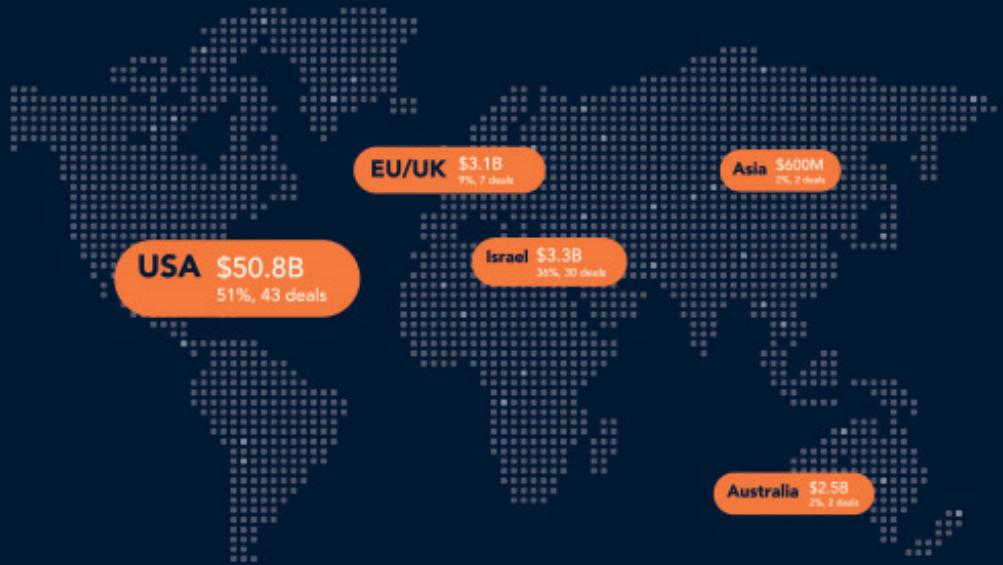 EU/UK $3.1B
9%, 7 deals
Asia $600M
2%, 2 deals
USA $50.8B
51%, 43 deals
Israel $3.3B
36%, 30 deals
Australia $2.5B
2%, 2 deals